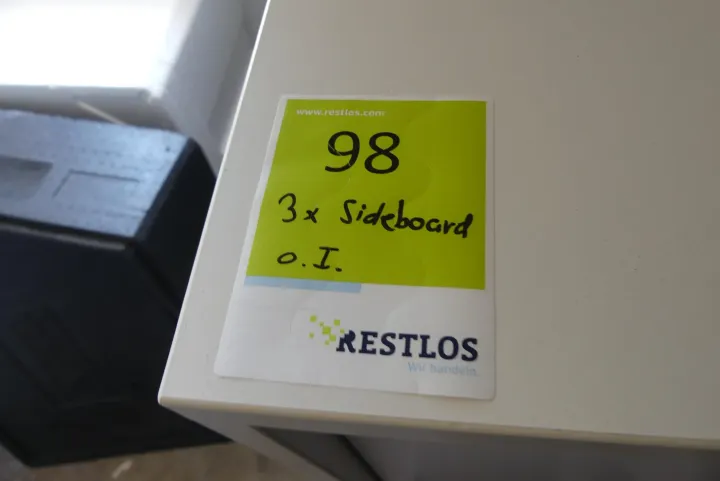 www.restlos.com
98
3x Sideboard
o.I.
RESTLOS
Wir handeln.